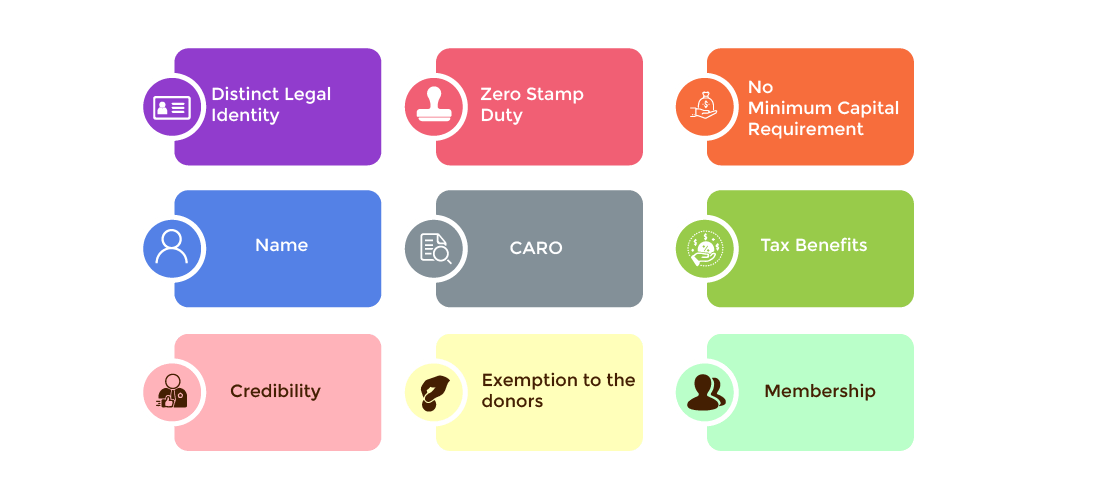 Distinct Legal
Identity
Zero Stamp
Duty
No
Minimum Capital
Requirement
Name
CARO
Tax Benefits
Credibility
Exemption to the
donors
Membership